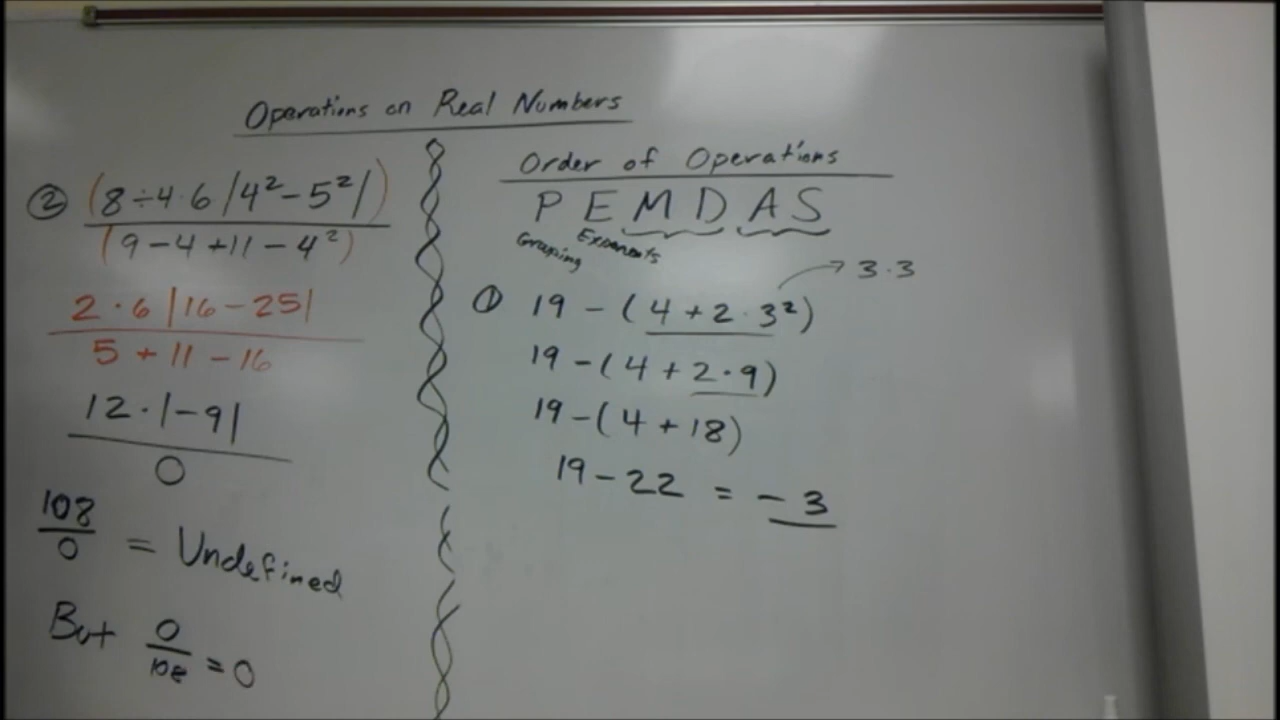 Operations on Real Numbers
② (8÷4·6|4²-5²|)
(9-4+11-4²)
2·6|16-25|
5+11-16
12·|-9|
0
108
0
= Undefined
But 0
108
= 0
Order of Operations
PEMDAS
Grouping
Exponents
① 19-(4+2·3²)
3·3
19-(4+2·9)
19-(4+18)
19-22 = -3